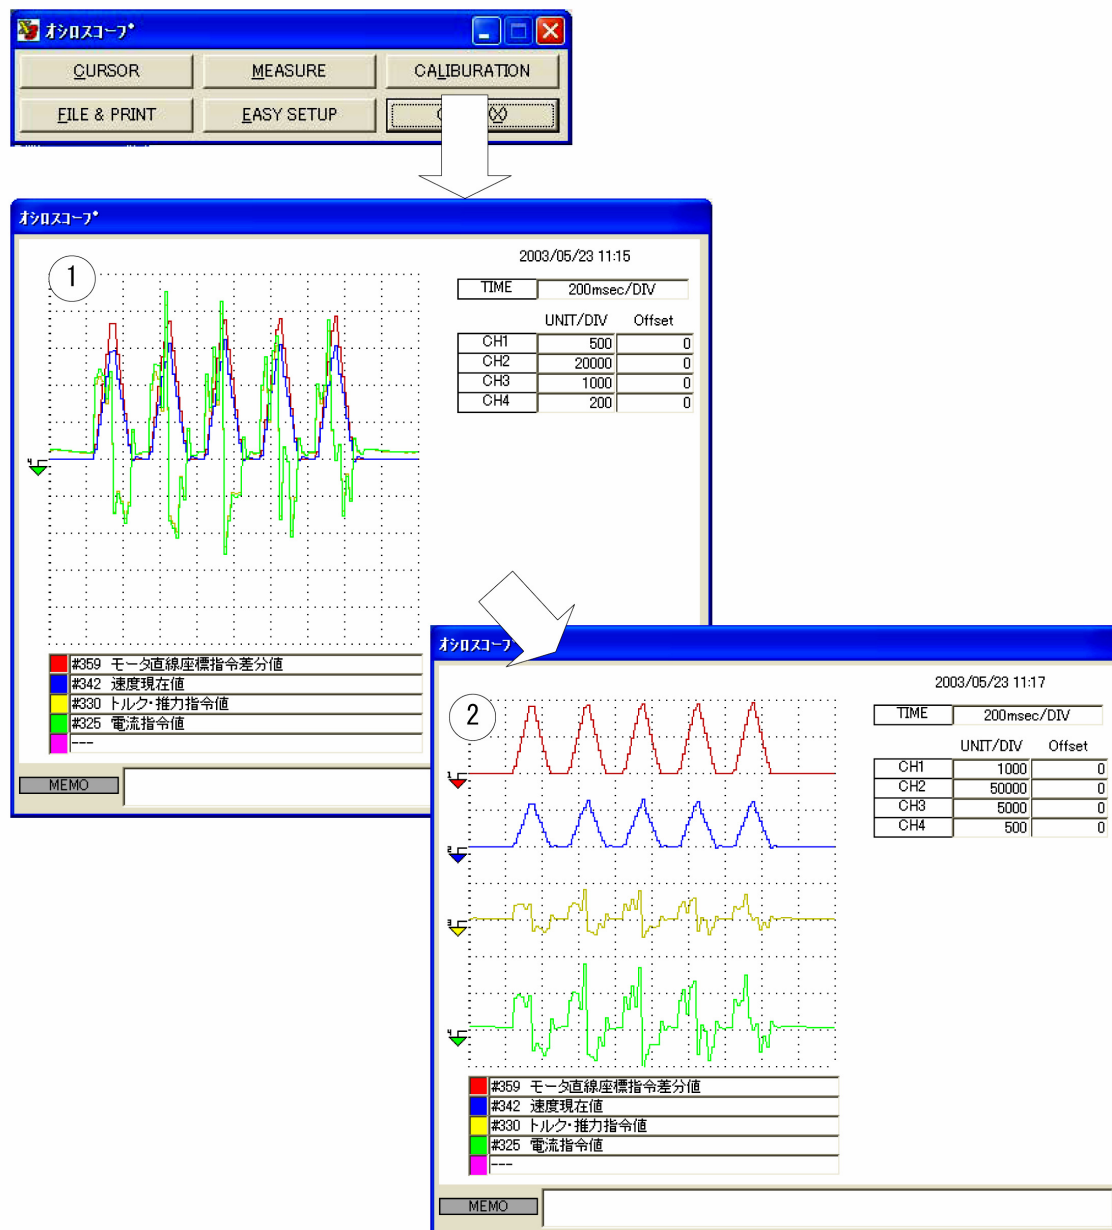 オシロスコープ
CURSOR MEASURE CALIBURATION
FILE & PRINT EASY SETUP (X)
オシロスコープ
1
2003/05/23 11:15
TIME 200msec/DIV
UNIT/DIV Offset
CH1 500 0
CH2 20000 0
CH3 1000 0
CH4 200 0
4
#359 モータ直線座標指令差分値
#342 速度現在値
#330 トルク・推力指令値
#325 電流指令値
---
MEMO
オシロスコープ
2
2003/05/23 11:17
TIME 200msec/DIV
UNIT/DIV Offset
CH1 1000 0
CH2 50000 0
CH3 5000 0
CH4 500 0
1
2
3
4
#359 モータ直線座標指令差分値
#342 速度現在値
#330 トルク・推力指令値
#325 電流指令値
---
MEMO